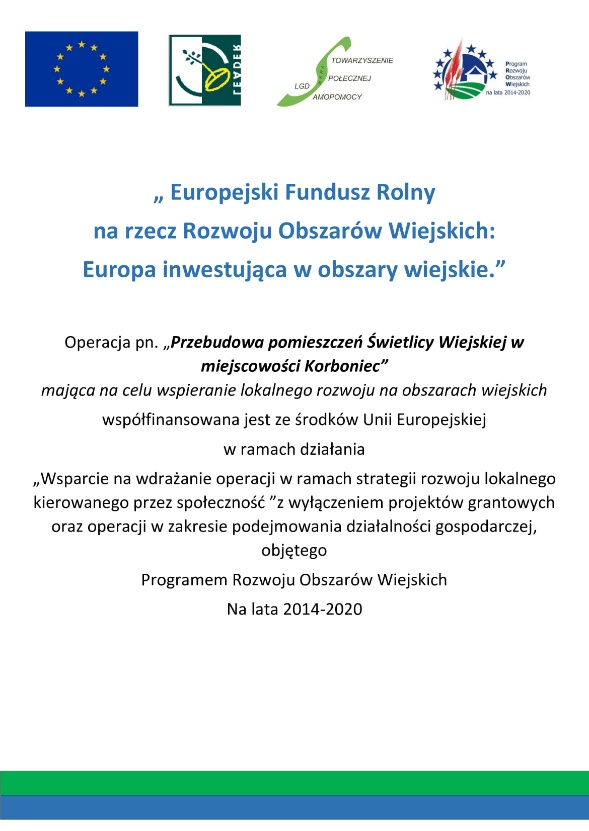 LEADER
TOWARZYSZENIE
LGD SPOŁECZNEJ
AMOPOMOCY
Program
Rozwoju
Obszarów
Wiejskich
na lata 2014-2020
„ Europejski Fundusz Rolny
na rzecz Rozwoju Obszarów Wiejskich:
Europa inwestująca w obszary wiejskie.”
Operacja pn. „Przebudowa pomieszczeń Świetlicy Wiejskiej w
miejscowości Korboniec”
mająca na celu wspieranie lokalnego rozwoju na obszarach wiejskich
współfinansowana jest ze środków Unii Europejskiej
w ramach działania
„Wsparcie na wdrażanie operacji w ramach strategii rozwoju lokalnego
kierowanego przez społeczność ”z wyłączeniem projektów grantowych
oraz operacji w zakresie podejmowania działalności gospodarczej,
objętego
Programem Rozwoju Obszarów Wiejskich
Na lata 2014-2020